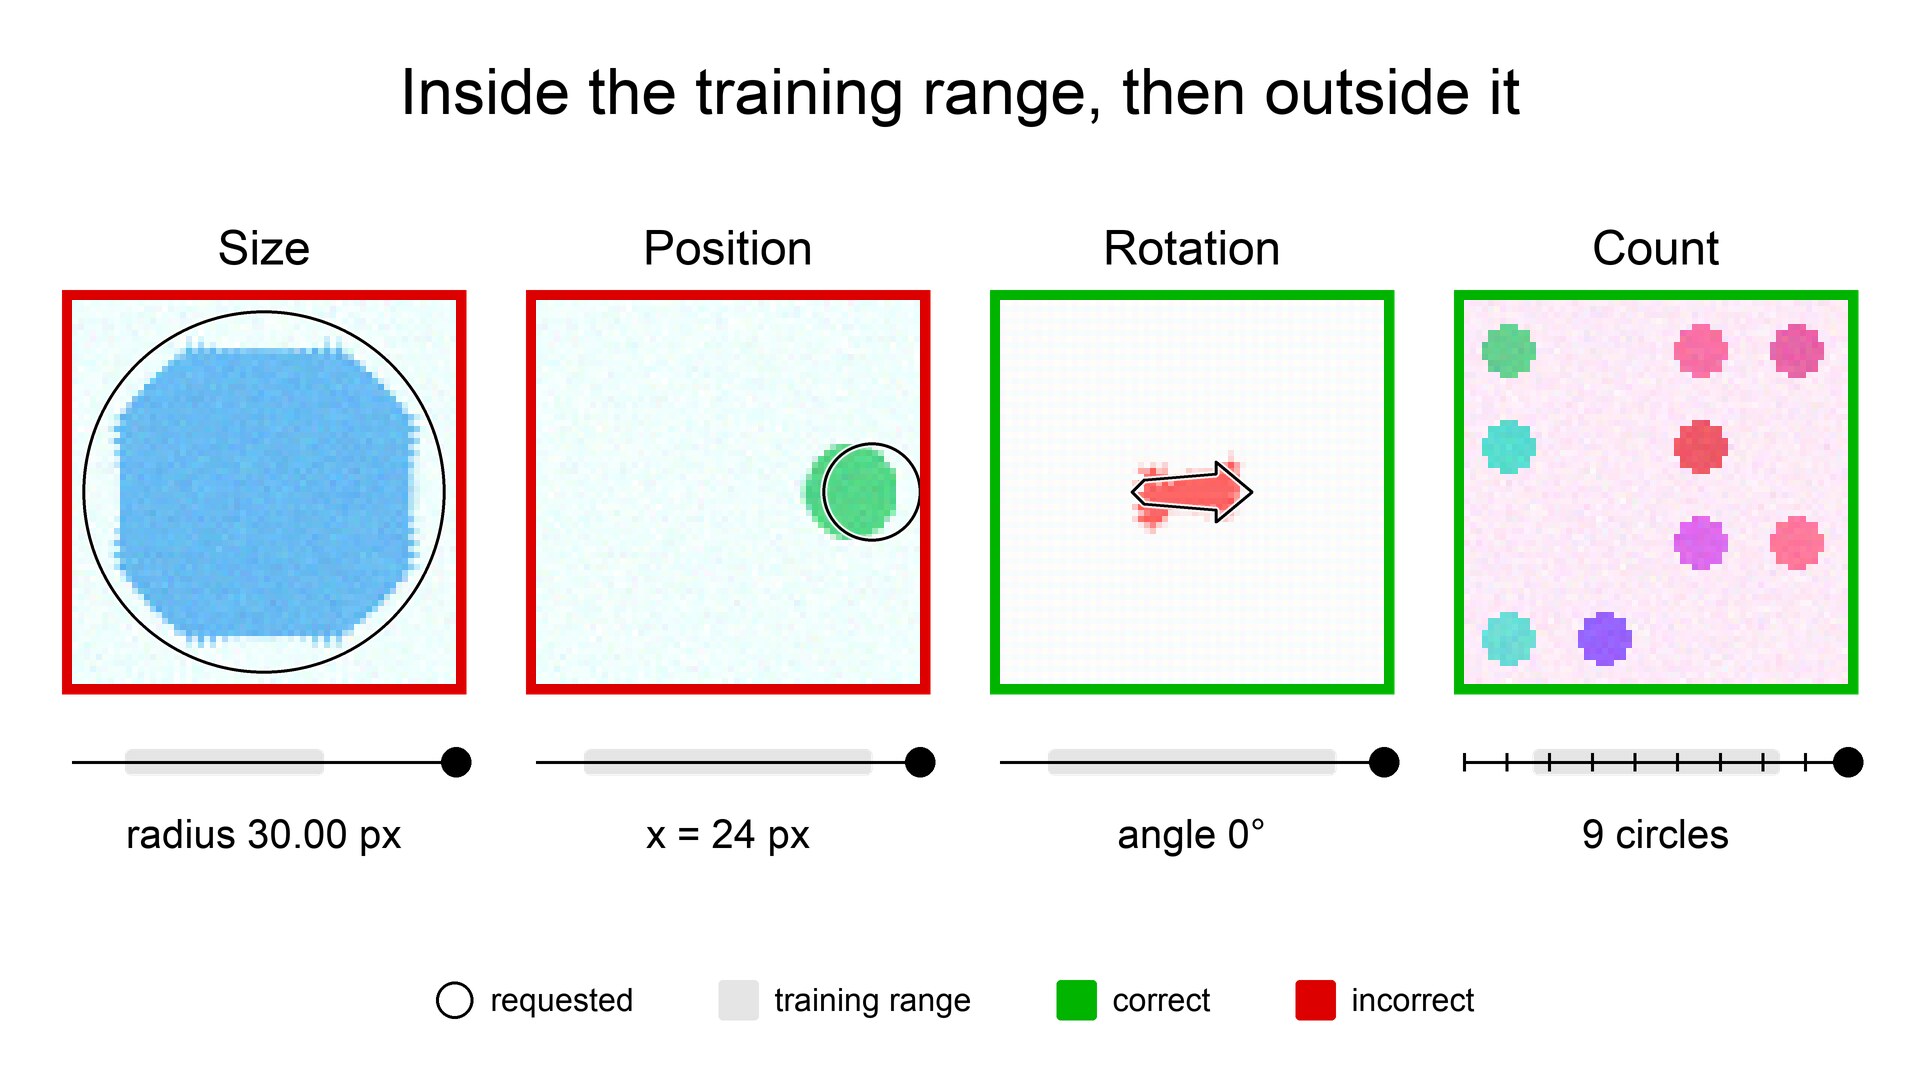 Inside the training range, then outside it
Size
Position
Rotation
Count
radius 30.00 px
x = 24 px
angle 0°
9 circles
requested
training range
correct
incorrect